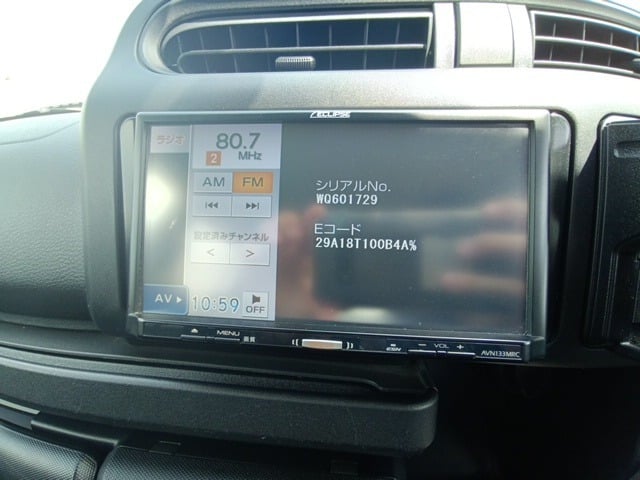 ECLIPSE
ラジオ
80.7
2 MHz
AM FM
設定済みチャンネル
< >
AV
10:59
OFF
シリアルNo.
WQ601729
Eコード
29A18T100B4A%
MENU
画質
VOL
AVN133MRC